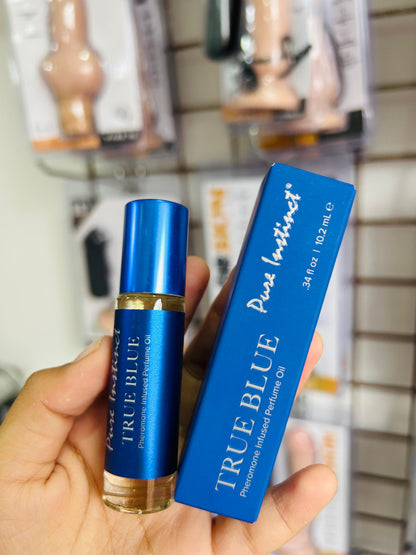 Pure Instinct
TRUE BLUE
Pheromone Infused Perfume Oil
Pure Instinct®
.34 fl oz | 10.2 mL ℮
TRUE BLUE
Pheromone Infused Perfume Oil